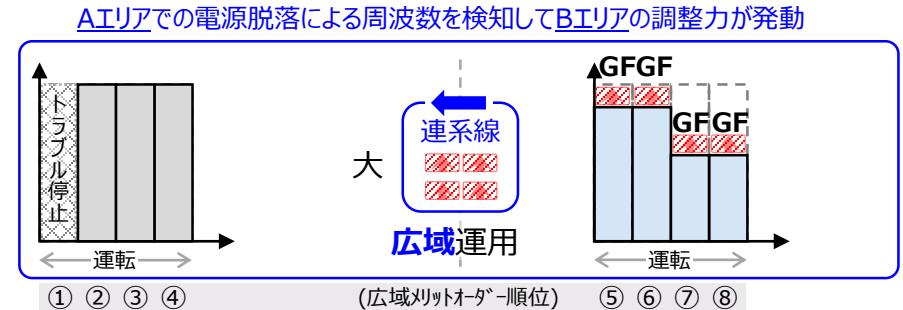 Aエリアでの電源脱落による周波数を検知してBエリアの調整力が発動
トラブル停止
運転
大
連系線
広域運用
GFGF
GFGF
運転
① ② ③ ④ (広域ﾒﾘｯﾄｵｰﾀﾞｰ順位) ⑤ ⑥ ⑦ ⑧